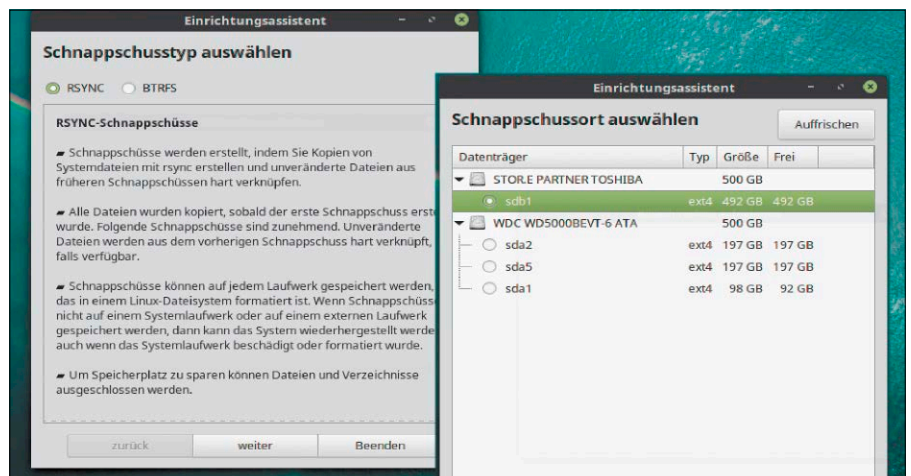 Einrichtungsassistent
Schnappschusstyp auswählen
RSYNC BTRFS
RSYNC-Schnappschüsse
Schnappschüsse werden erstellt, indem Sie Kopien von
Systemdateien mit rsync erstellen und unveränderte Dateien aus
früheren Schnappschüssen hart verknüpfen.
Alle Dateien wurden kopiert, sobald der erste Schnappschuss erste
wurde. Folgende Schnappschüsse sind zunehmend. Unveränderte
Dateien werden aus dem vorherigen Schnappschuss hart verknüpft,
falls verfügbar.
Schnappschüsse können auf jedem Laufwerk gespeichert werden,
das in einem Linux-Dateisystem formatiert ist. Wenn Schnappschüss
nicht auf einem Systemlaufwerk oder auf einem externen Laufwerk
gespeichert werden, dann kann das System wiederhergestellt werde
auch wenn das Systemlaufwerk beschädigt oder formatiert wurde.
Um Speicherplatz zu sparen können Dateien und Verzeichnisse
ausgeschlossen werden.
zurück weiter Beenden
Einrichtungsassistent
Schnappschussort auswählen
Auffrischen
Datenträger Typ Größe Frei
STOR.E PARTNER TOSHIBA 500 GB
sdb1 ext4 492 GB 492 GB
WDC WD5000BEVT-6 ATA 500 GB
sda2 ext4 197 GB 197 GB
sda5 ext4 197 GB 197 GB
sda1 ext4 98 GB 92 GB